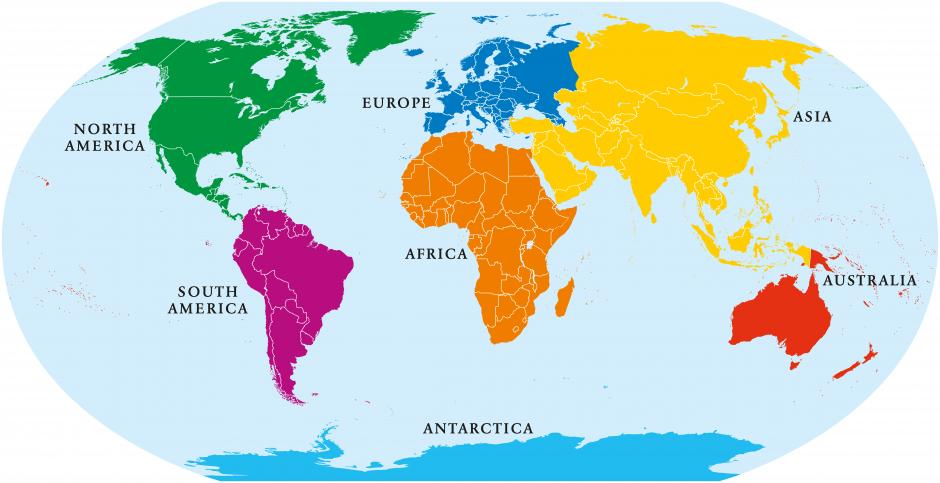 EUROPE
NORTH
AMERICA
ASIA
AFRICA
AUSTRALIA
SOUTH
AMERICA
ANTARCTICA